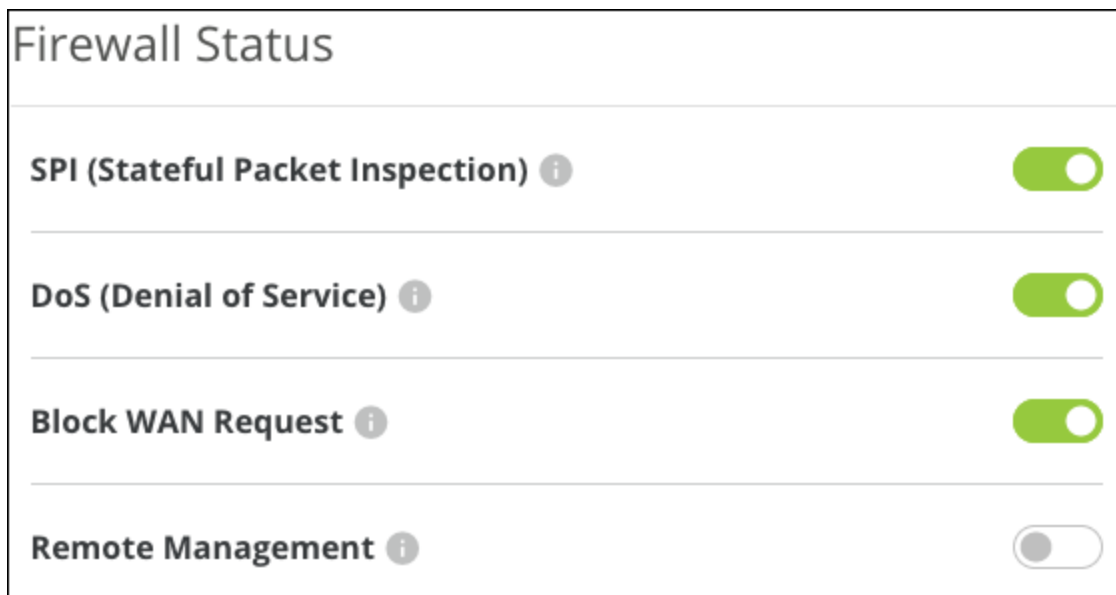 Firewall Status
SPI (Stateful Packet Inspection)
DoS (Denial of Service)
Block WAN Request
Remote Management